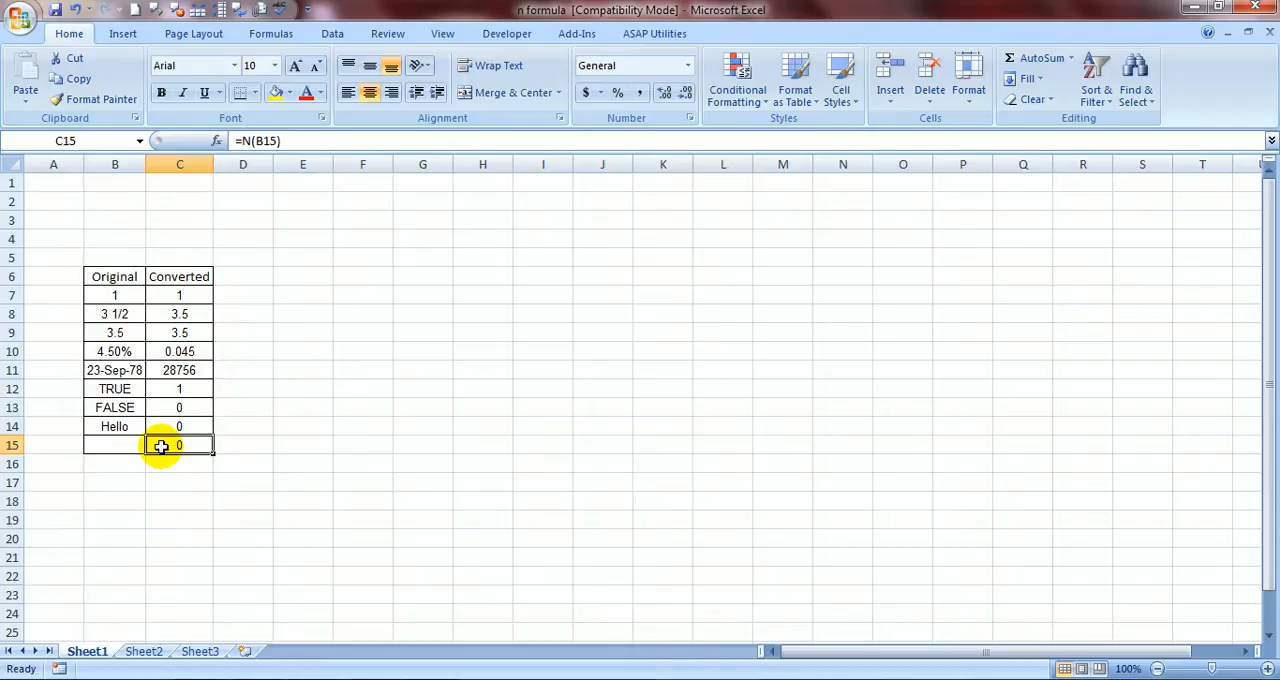 n formula [Compatibility Mode] - Microsoft Excel
Home Insert Page Layout Formulas Data Review View Developer Add-Ins ASAP Utilities
Paste Cut Copy Format Painter
Arial 10 Wrap Text General Conditional Formatting Format as Table Cell Styles Insert Delete Format AutoSum Fill Clear Sort & Filter Find & Select
B I U A Merge & Center $ % ,
Clipboard Font Alignment Number Styles Cells Editing
C15 fx =N(B15)
A B C D E F G H I J K L M N O P Q R S T
1
2
3
4
5
6 Original Converted
7 1 1
8 3 1/2 3.5
9 3.5 3.5
10 4.50% 0.045
11 23-Sep-78 28756
12 TRUE 1
13 FALSE 0
14 Hello 0
15 0
16
17
18
19
20
21
22
23
24
25
Sheet1 Sheet2 Sheet3
Ready 100%